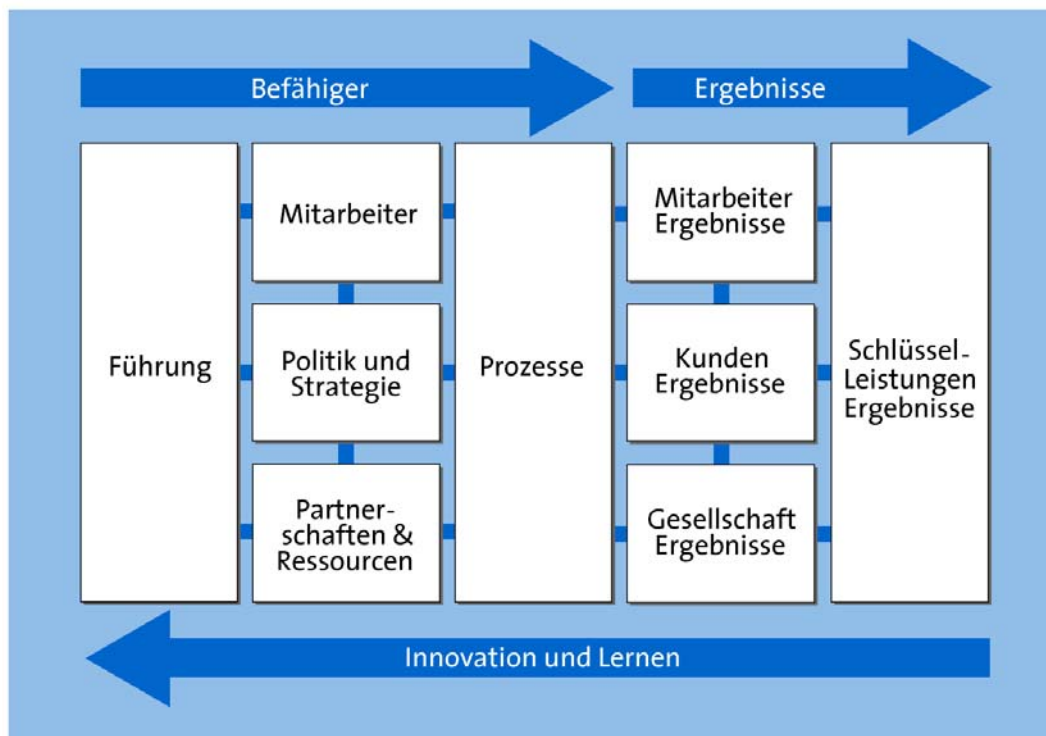 Befähiger
Ergebnisse
Führung
Mitarbeiter
Politik und
Strategie
Partner-
schaften &
Ressourcen
Prozesse
Mitarbeiter
Ergebnisse
Kunden
Ergebnisse
Gesellschaft
Ergebnisse
Schlüssel-
Leistungen
Ergebnisse
Innovation und Lernen